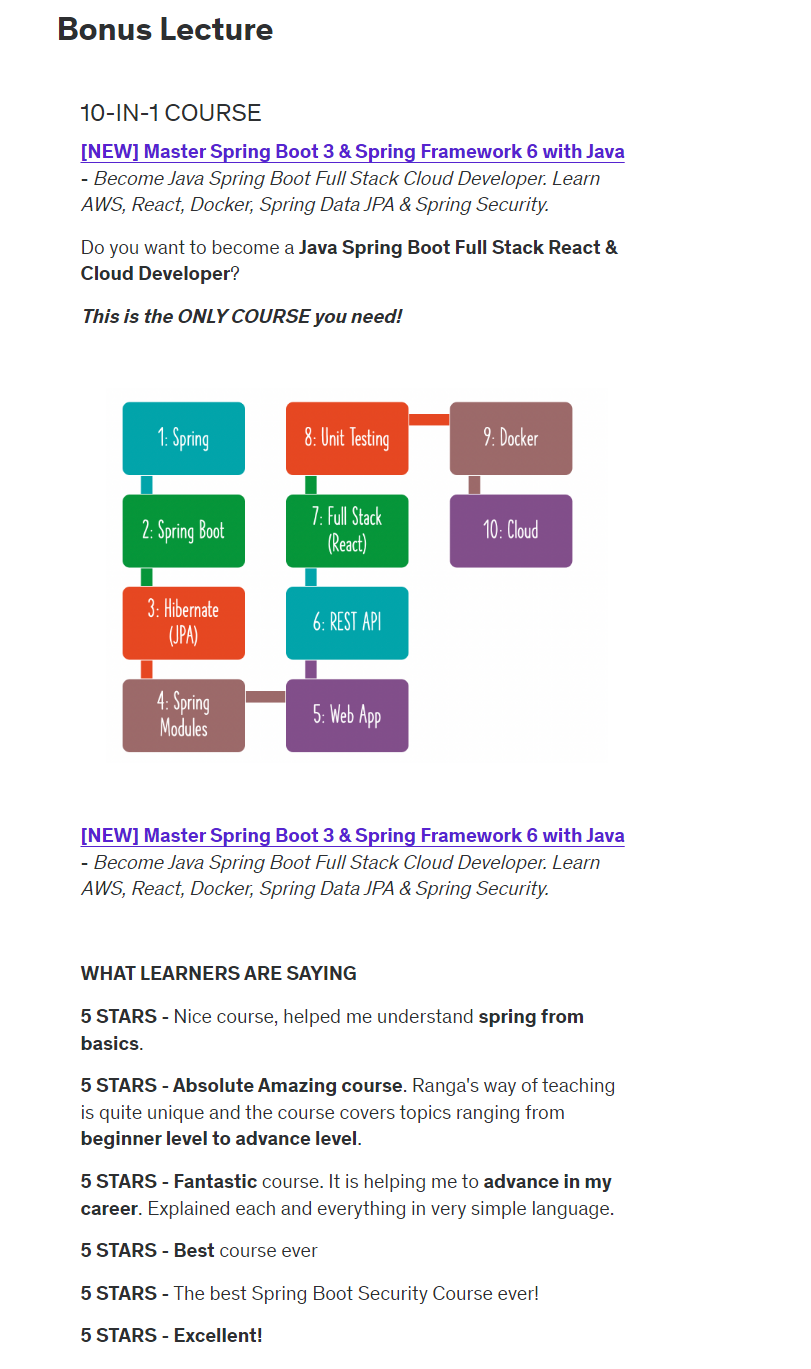 Bonus Lecture
10-IN-1 COURSE
[NEW] Master Spring Boot 3 & Spring Framework 6 with Java
- Become Java Spring Boot Full Stack Cloud Developer. Learn
AWS, React, Docker, Spring Data JPA & Spring Security.
Do you want to become a Java Spring Boot Full Stack React &
Cloud Developer?
This is the ONLY COURSE you need!
1: Spring
2: Spring Boot
3: Hibernate
(JPA)
4: Spring
Modules
5: Web App
6: REST API
7: Full Stack
(React)
8: Unit Testing
9: Docker
10: Cloud
[NEW] Master Spring Boot 3 & Spring Framework 6 with Java
- Become Java Spring Boot Full Stack Cloud Developer. Learn
AWS, React, Docker, Spring Data JPA & Spring Security.
WHAT LEARNERS ARE SAYING
5 STARS - Nice course, helped me understand spring from
basics.
5 STARS - Absolute Amazing course. Ranga's way of teaching
is quite unique and the course covers topics ranging from
beginner level to advance level.
5 STARS - Fantastic course. It is helping me to advance in my
career. Explained each and everything in very simple language.
5 STARS - Best course ever
5 STARS - The best Spring Boot Security Course ever!
5 STARS - Excellent!